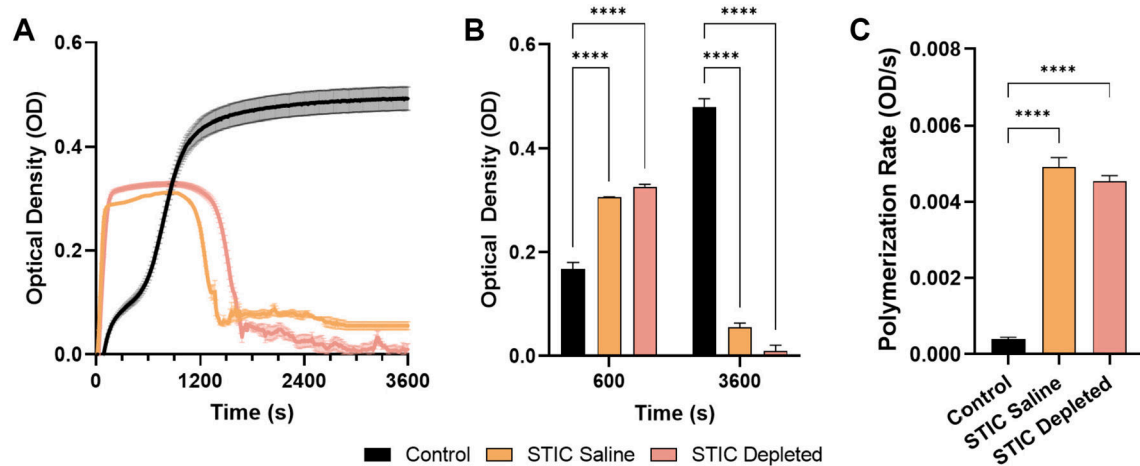 A
Optical Density (OD)
0.6
0.4
0.2
0.0
0 1200 2400 3600
Time (s)
B
Optical Density (OD)
0.6
0.4
0.2
0.0
****
****
****
****
600 3600
Time (s)
C
Polymerization Rate (OD/s)
0.008
0.006
0.004
0.002
0.000
****
****
Control
STIC Saline
STIC Depleted
Control STIC Saline STIC Depleted